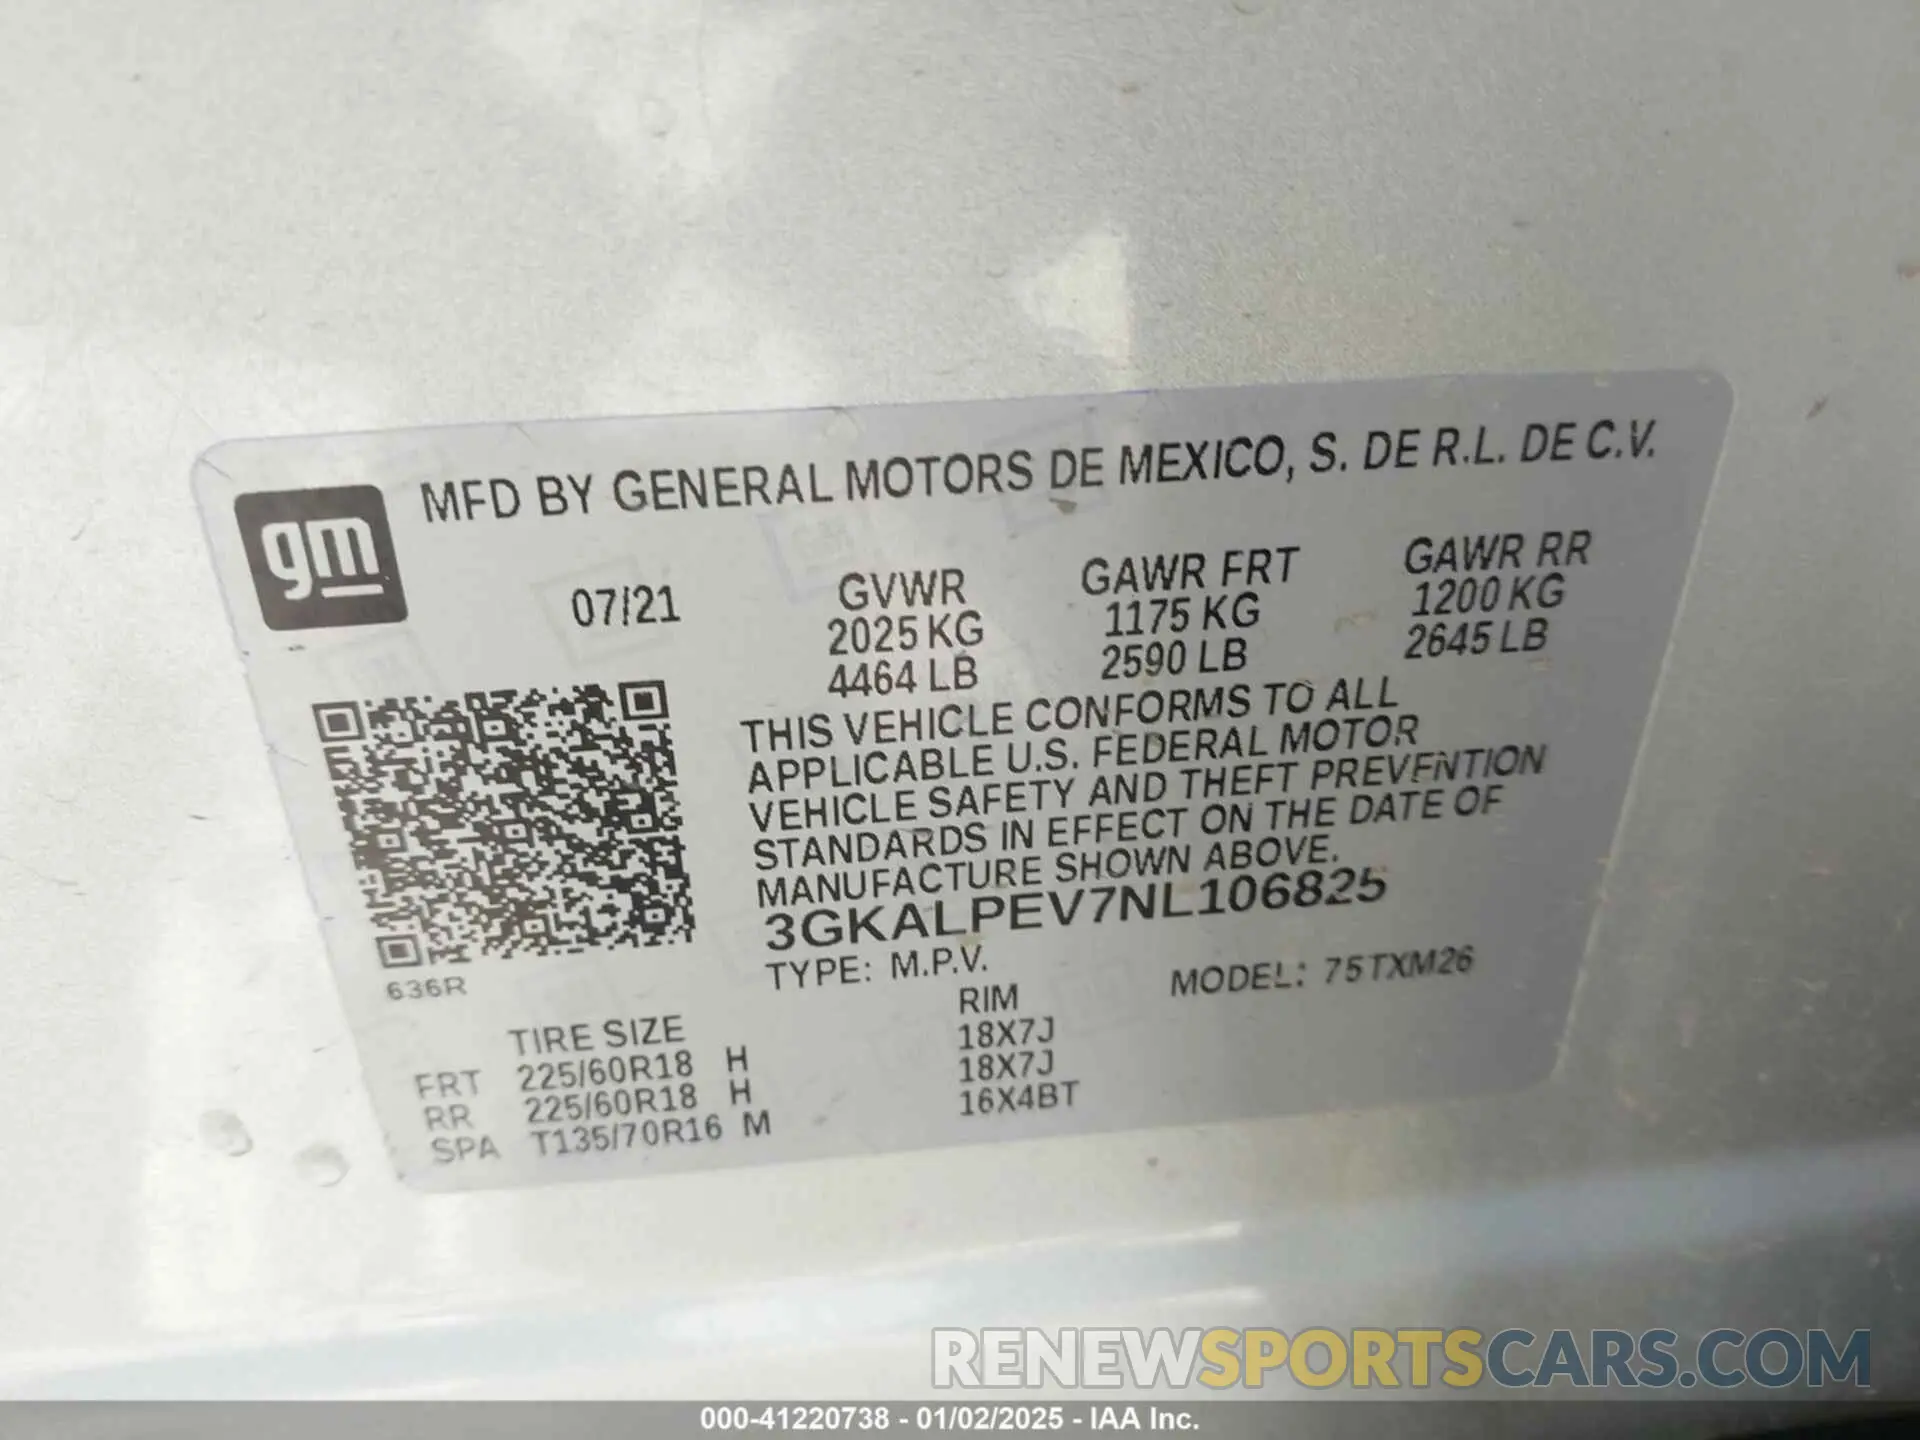 gm MFD BY GENERAL MOTORS DE MEXICO, S. DE R.L. DE C.V.
07/21 GVWR GAWR FRT GAWR RR
2025 KG 1175 KG 1200 KG
4464 LB 2590 LB 2645 LB
THIS VEHICLE CONFORMS TO ALL
APPLICABLE U.S. FEDERAL MOTOR
VEHICLE SAFETY AND THEFT PREVENTION
STANDARDS IN EFFECT ON THE DATE OF
MANUFACTURE SHOWN ABOVE.
3GKALPEV7NL106825
636R TYPE: M.P.V. MODEL: 75TXM26
TIRE SIZE RIM
FRT 225/60R18 H 18X7J
RR 225/60R18 H 18X7J
SPA T135/70R16 M 16X4BT
RENEWSPORTSCARS.COM
000-41220738 - 01/02/2025 - IAA Inc.